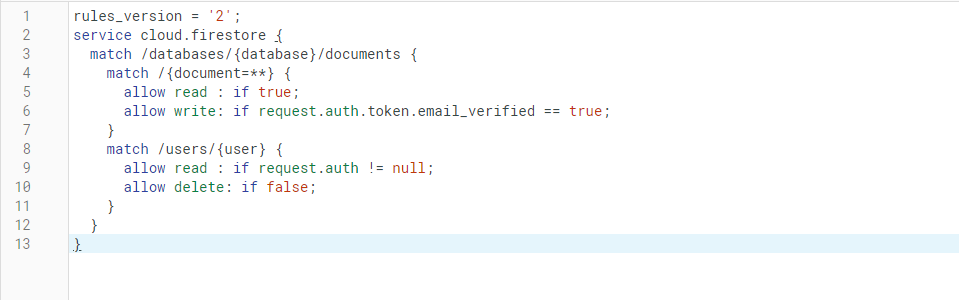 1 rules_version = '2';
2 service cloud.firestore {
3 match /databases/{database}/documents {
4 match /{document=**} {
5 allow read : if true;
6 allow write: if request.auth.token.email_verified == true;
7 }
8 match /users/{user} {
9 allow read : if request.auth != null;
10 allow delete: if false;
11 }
12 }
13 }